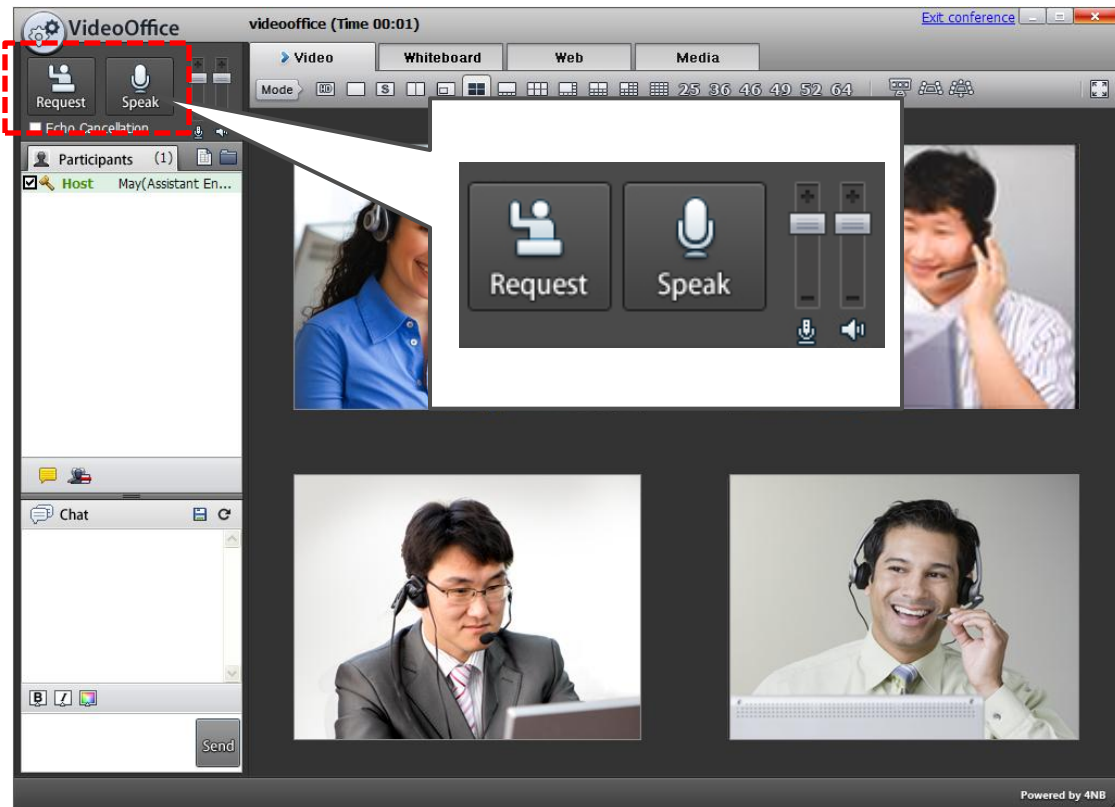 VideoOffice
videooffice (Time 00:01)
Exit conference
Video
Whiteboard
Web
Media
Mode
HD
S
25 36 46 49 52 64
Request
Speak
Echo Cancellation
Participants (1)
Host May(Assistant En...
Request
Speak
Chat
B I
Send
Powered by 4NB